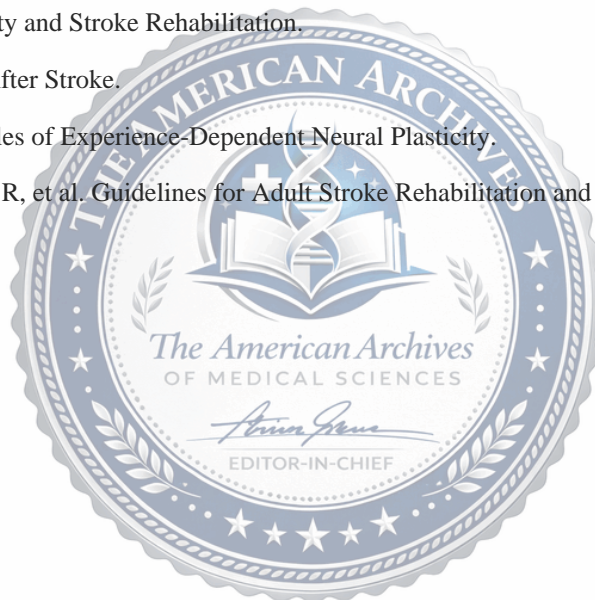 ty and Stroke Rehabilitation.
fter Stroke.
les of Experience-Dependent Neural Plasticity.
R, et al. Guidelines for Adult Stroke Rehabilitation and
THE AMERICAN ARCHIVES
The American Archives
OF MEDICAL SCIENCES
EDITOR-IN-CHIEF